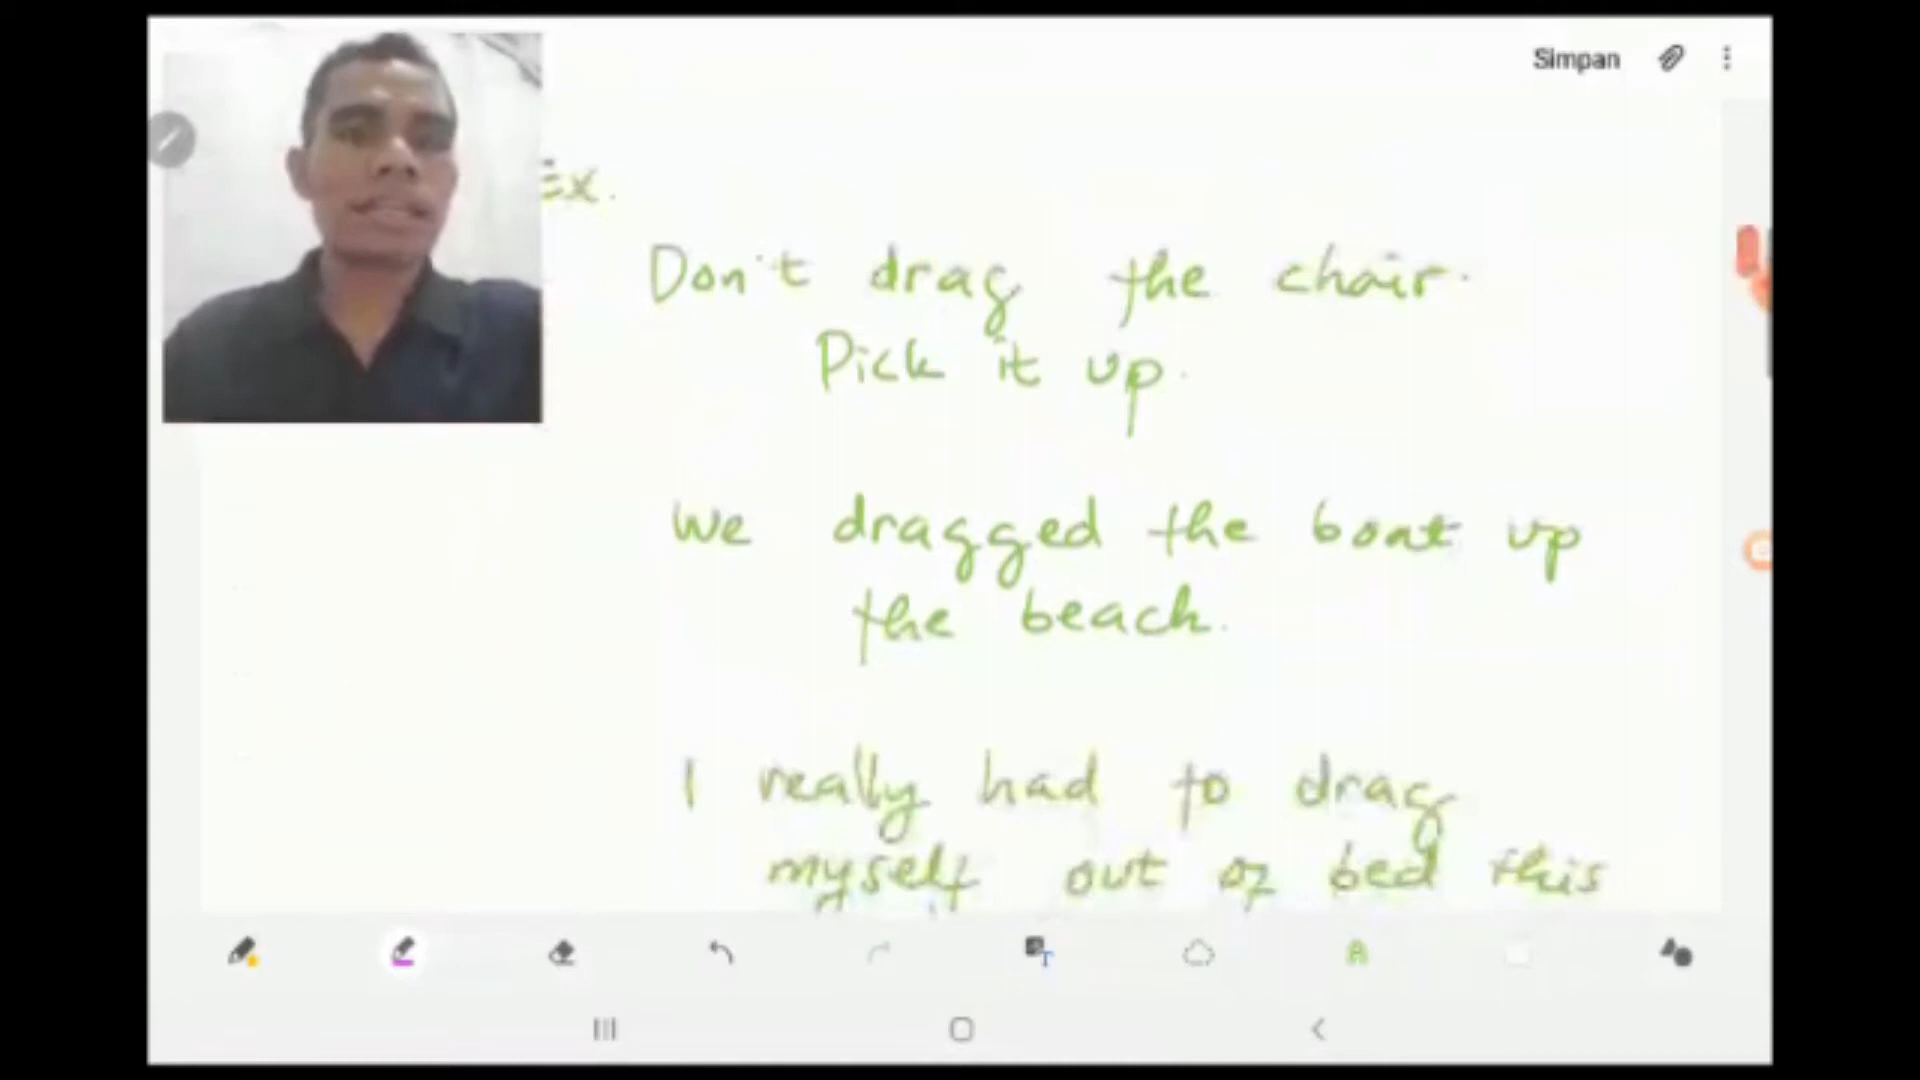 Simpan
Ex.
Don't drag the chair.
Pick it up.
We dragged the boat up
the beach.
I really had to drag
myself out of bed this